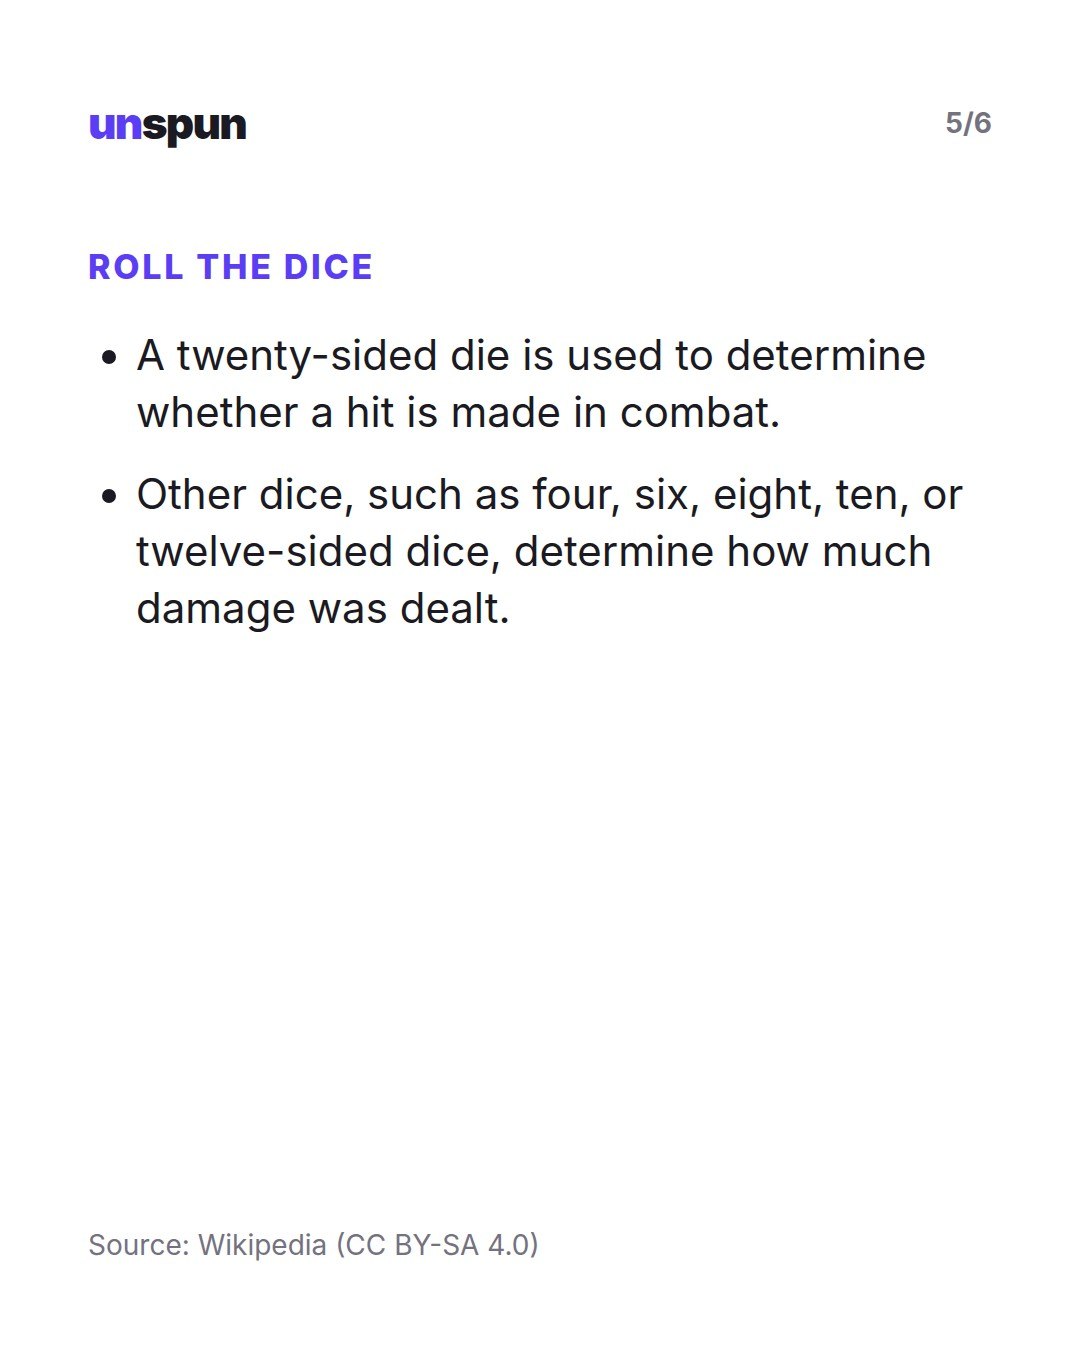 unspun
5/6
ROLL THE DICE
• A twenty-sided die is used to determine
whether a hit is made in combat.
• Other dice, such as four, six, eight, ten, or
twelve-sided dice, determine how much
damage was dealt.
Source: Wikipedia (CC BY-SA 4.0)